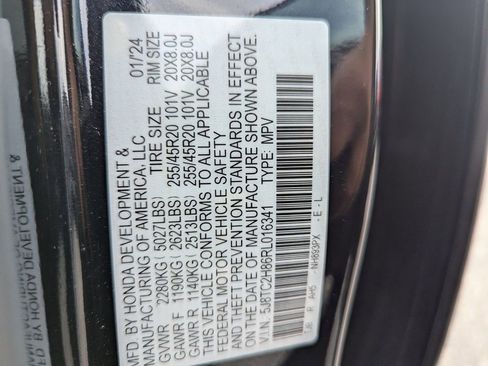 MFD. BY HONDA DEVELOPMENT &
MANUFACTURING OF AMERICA, LLC. 01/24
TIRE SIZE RIM SIZE
GVWR 2280KG ( 5027LBS)
GAWR F 1190KG ( 2623LBS) 255/45R20 101V 20X8.0J
GAWR R 1140KG ( 2513LBS) 255/45R20 101V 20X8.0J
THIS VEHICLE CONFORMS TO ALL APPLICABLE
FEDERAL MOTOR VEHICLE SAFETY
AND THEFT PREVENTION STANDARDS IN EFFECT
ON THE DATE OF MANUFACTURE SHOWN ABOVE.
V.I.N: 5J8TC2H86RL016341 TYPE: MPV
R AH5 NH893PX - E - L